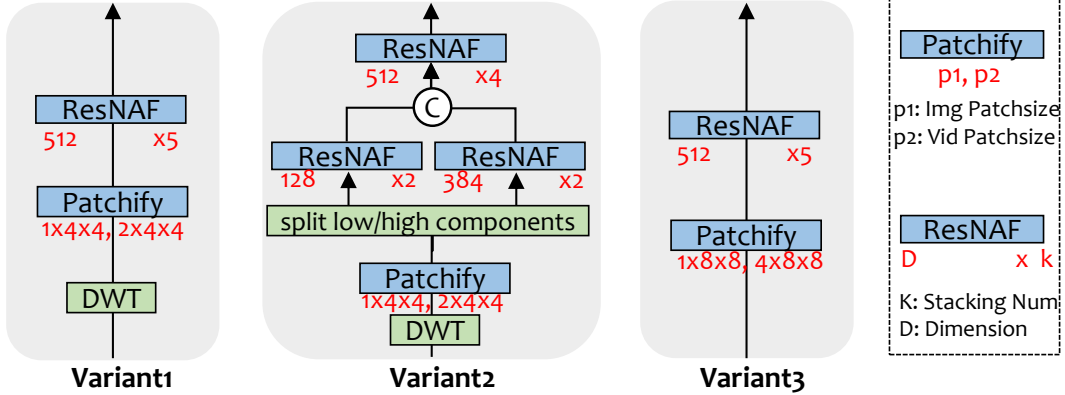 ResNAF
512 x5
Patchify
1x4x4, 2x4x4
DWT
Variant1
ResNAF
512 x4
C
ResNAF
128 x2
ResNAF
384 x2
split low/high components
Patchify
1x4x4, 2x4x4
DWT
Variant2
ResNAF
512 x5
Patchify
1x8x8, 4x8x8
Variant3
Patchify
p1, p2
p1: Img Patchsize
p2: Vid Patchsize
ResNAF
D x k
K: Stacking Num
D: Dimension